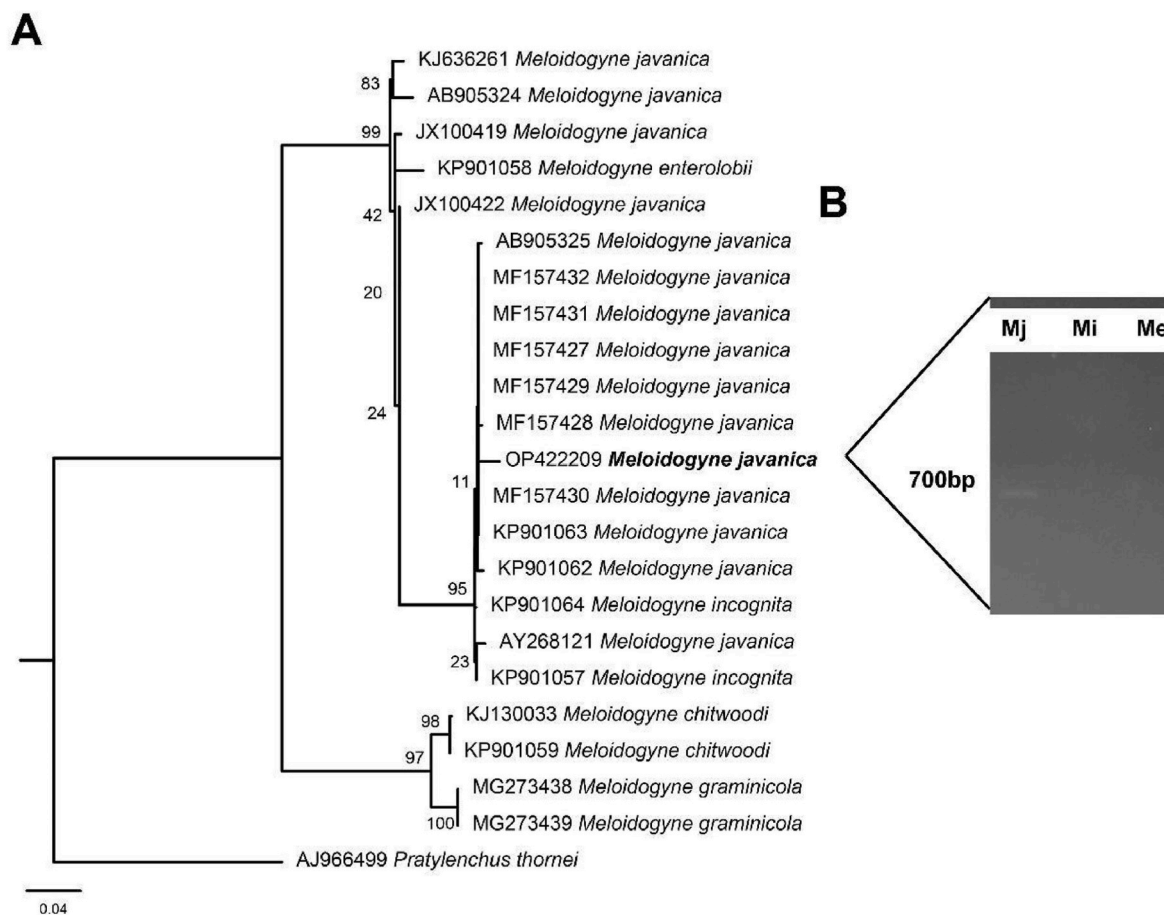 A
KJ636261 Meloidogyne javanica
83
AB905324 Meloidogyne javanica
99
JX100419 Meloidogyne javanica
KP901058 Meloidogyne enterolobii
42
JX100422 Meloidogyne javanica
B
AB905325 Meloidogyne javanica
MF157432 Meloidogyne javanica
20
MF157431 Meloidogyne javanica
Mj Mi Me
MF157427 Meloidogyne javanica
MF157429 Meloidogyne javanica
24
MF157428 Meloidogyne javanica
OP422209 Meloidogyne javanica
11
700bp
MF157430 Meloidogyne javanica
KP901063 Meloidogyne javanica
KP901062 Meloidogyne javanica
95
KP901064 Meloidogyne incognita
AY268121 Meloidogyne javanica
23
KP901057 Meloidogyne incognita
KJ130033 Meloidogyne chitwoodi
98
KP901059 Meloidogyne chitwoodi
97
MG273438 Meloidogyne graminicola
100
MG273439 Meloidogyne graminicola
AJ966499 Pratylenchus thornei
0.04